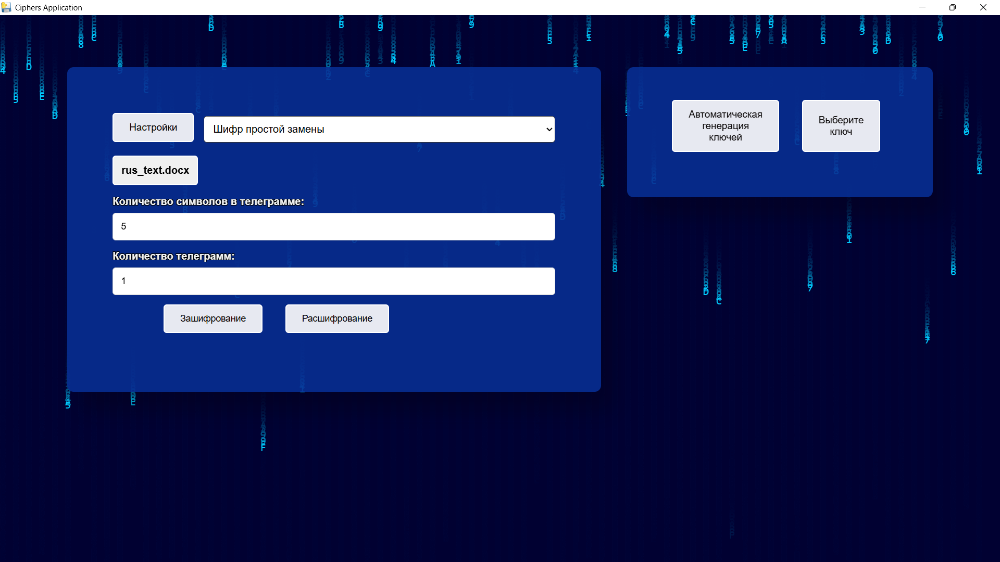 Ciphers Application
Настройки
Шифр простой замены
rus_text.docx
Количество символов в телеграмме:
5
Количество телеграмм:
1
Зашифрование
Расшифрование
Автоматическая
генерация
ключей
Выберите
ключ